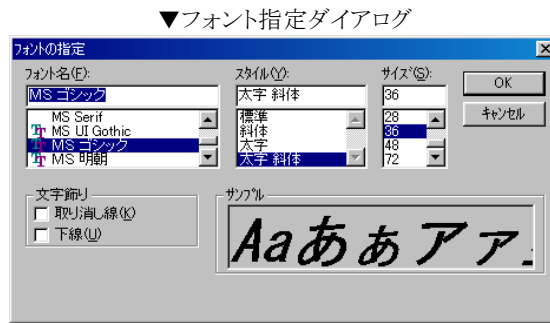 ▼フォント指定ダイアログ
フォントの指定
フォント名(F):
スタイル(Y):
サイズ(S):
MS ゴシック
太字 斜体
36
OK
キャンセル
MS Serif
MS UI Gothic
MS ゴシック
MS 明朝
標準
斜体
太字
太字 斜体
28
36
48
72
文字飾り
取り消し線(K)
下線(U)
サンプル
Aaあぁアァ